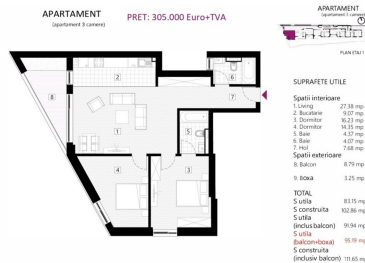 APARTAMENT
(apartament 3 camere)
PRET: 305.000 Euro+TVA
APARTAMENT
(apartament 3 camere)
PLAN ETAJ 1
8
2
1
6
7
5
4
3
SUPRAFETE UTILE
Spatii interioare
1. Living 27.38 mp
2. Bucatarie 9.07 mp
3. Dormitor 16.23 mp
4. Dormitor 14.35 mp
5. Baie 4.37 mp
6. Baie 4.07 mp
7. Hol 7.68 mp
Spatii exterioare
8. Balcon 8.79 mp
9. Boxa 3.25 mp
TOTAL
S utila 83.15 mp
S construita 102.86 mp
S utila
(inclus balcon) 91.94 mp
S utila
(balcon+boxa) 95.19 mp
S construita
(inclusiv balcon) 111.65 mp